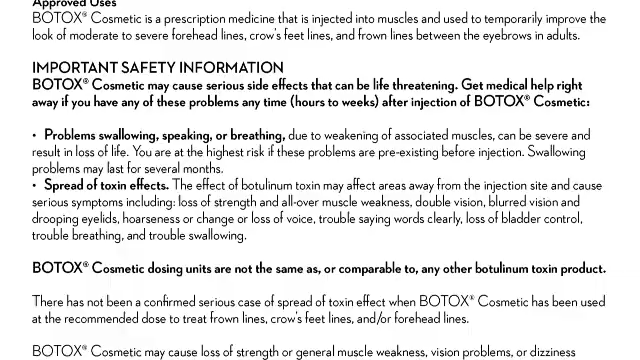 Approved Uses
BOTOX® Cosmetic is a prescription medicine that is injected into muscles and used to temporarily improve the
look of moderate to severe forehead lines, crow's feet lines, and frown lines between the eyebrows in adults.
IMPORTANT SAFETY INFORMATION
BOTOX® Cosmetic may cause serious side effects that can be life threatening. Get medical help right
away if you have any of these problems any time (hours to weeks) after injection of BOTOX® Cosmetic:
• Problems swallowing, speaking, or breathing, due to weakening of associated muscles, can be severe and
result in loss of life. You are at the highest risk if these problems are pre-existing before injection. Swallowing
problems may last for several months.
• Spread of toxin effects. The effect of botulinum toxin may affect areas away from the injection site and cause
serious symptoms including: loss of strength and all-over muscle weakness, double vision, blurred vision and
drooping eyelids, hoarseness or change or loss of voice, trouble saying words clearly, loss of bladder control,
trouble breathing, and trouble swallowing.
BOTOX® Cosmetic dosing units are not the same as, or comparable to, any other botulinum toxin product.
There has not been a confirmed serious case of spread of toxin effect when BOTOX® Cosmetic has been used
at the recommended dose to treat frown lines, crow's feet lines, and/or forehead lines.
BOTOX® Cosmetic may cause loss of strength or general muscle weakness, vision problems, or dizziness